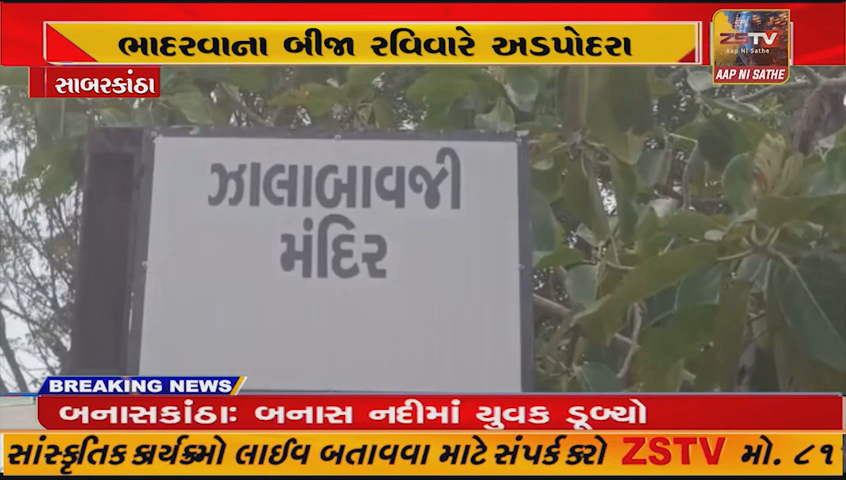 ભાદરવાના બીજા રવિવારે અડપોદરા
ZSTV
Aap Ni Sathe
AAP NI SATHE
સાબરકાંઠા
ઝાલાબાવજી
મંદિર
BREAKING NEWS
બનાસકાંઠાઃ બનાસ નદીમાં યુવક ડૂબ્યો
સાંસ્કૃતિક કાર્યક્રમો લાઈવ બતાવવા માટે સંપર્ક કરો ZSTV મો. ૮૧